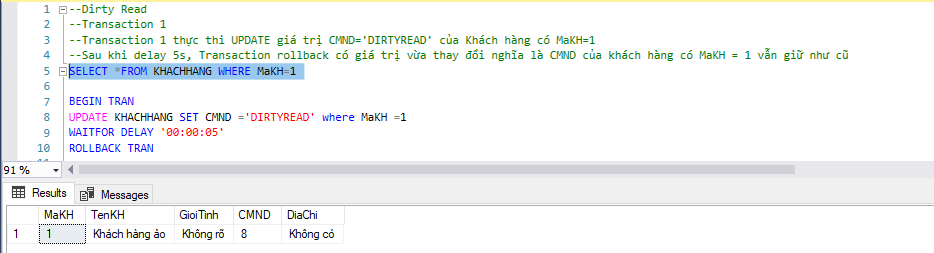 1 --Dirty Read
2 --Transaction 1
3 --Transaction 1 thực thi UPDATE giá trị CMND='DIRTYREAD' của Khách hàng có MaKH=1
4 --Sau khi delay 5s, Transaction rollback có giá trị vừa thay đổi nghĩa là CMND của khách hàng có MaKH = 1 vẫn giữ như cũ
5 SELECT *FROM KHACHHANG WHERE MaKH=1
6
7 BEGIN TRAN
8 UPDATE KHACHHANG SET CMND ='DIRTYREAD' where MaKH =1
9 WAITFOR DELAY '00:00:05'
10 ROLLBACK TRAN
91 %
Results Messages
MaKH TenKH GioiTinh CMND DiaChi
1 1 Khách hàng ảo Không rõ 8 Không có